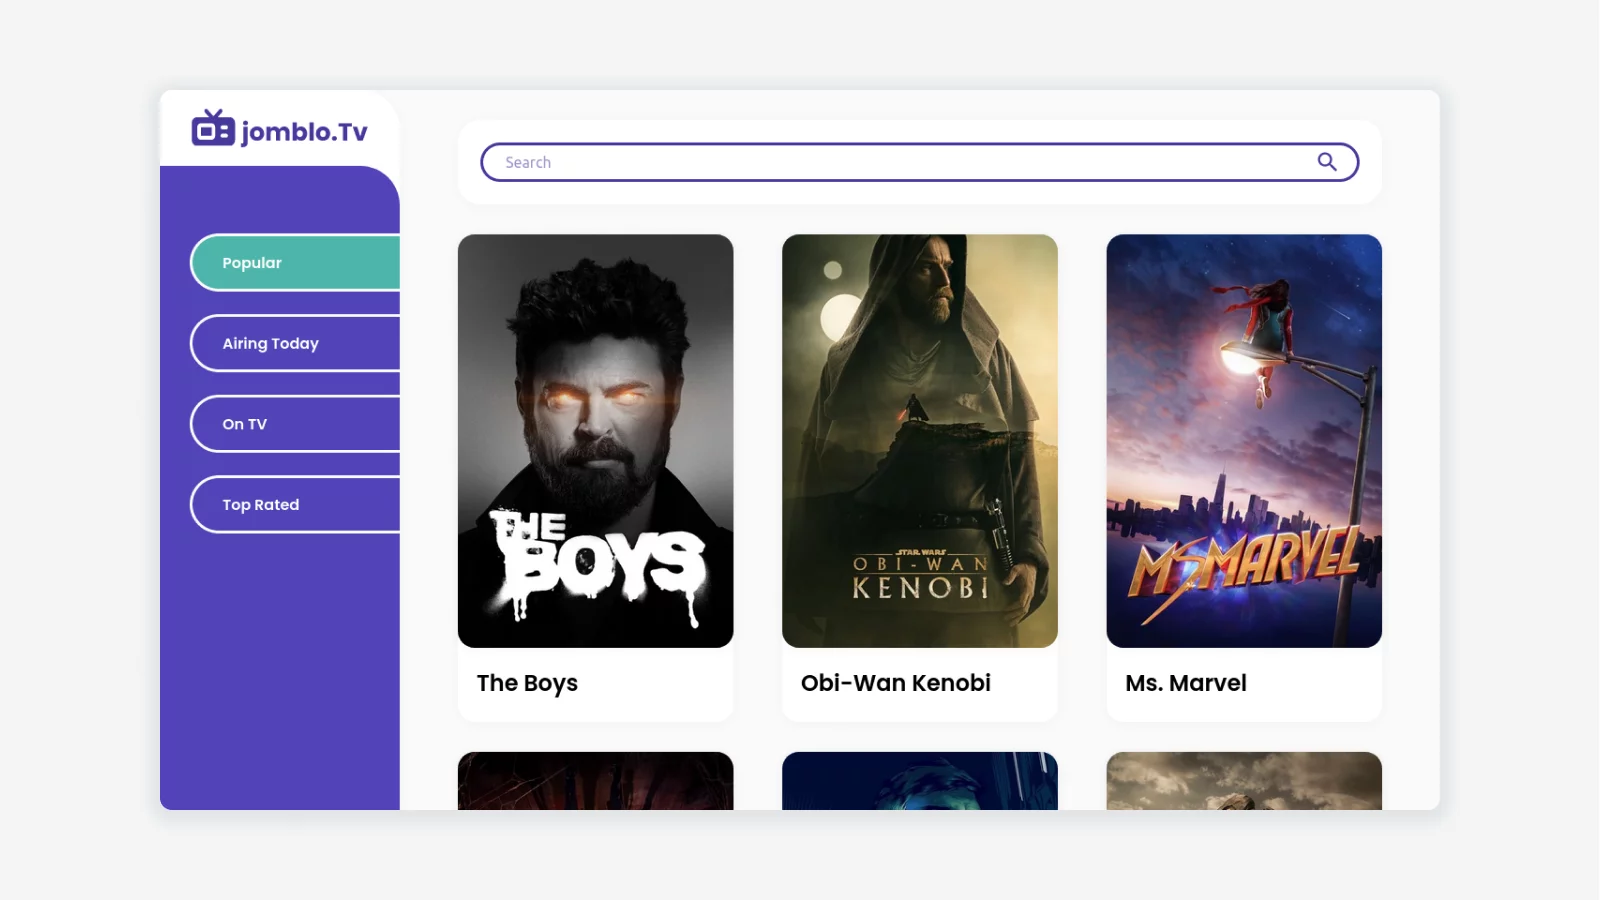 jomblo.Tv
Search
Popular
Airing Today
On TV
Top Rated
THE
BOYS
STAR WARS
OBI-WAN
KENOBI
MS. MARVEL
The Boys
Obi-Wan Kenobi
Ms. Marvel